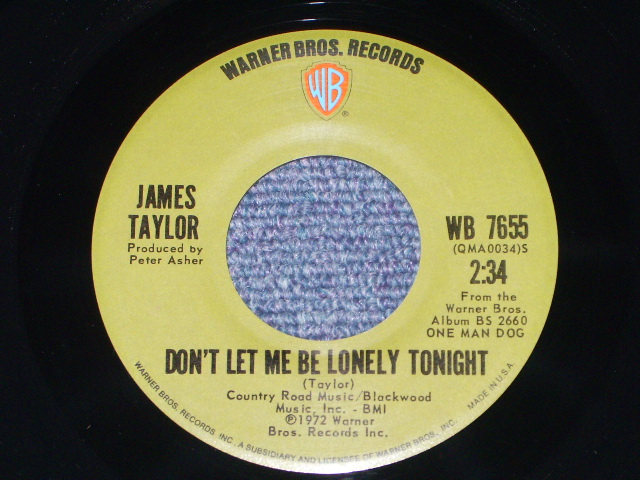 WARNER BROS. RECORDS
WB
®
JAMES
TAYLOR
Produced by
Peter Asher
WB 7655
(QMA0034)S
2:34
From the
Warner Bros.
Album BS 2660
ONE MAN DOG
DON'T LET ME BE LONELY TONIGHT
(Taylor)
Country Road Music/Blackwood
Music, Inc. - BMI
℗1972 Warner
Bros. Records Inc.
WARNER BROS. RECORDS, INC., A SUBSIDIARY AND LICENSEE OF WARNER BROS. INC.
MADE IN U.S.A.